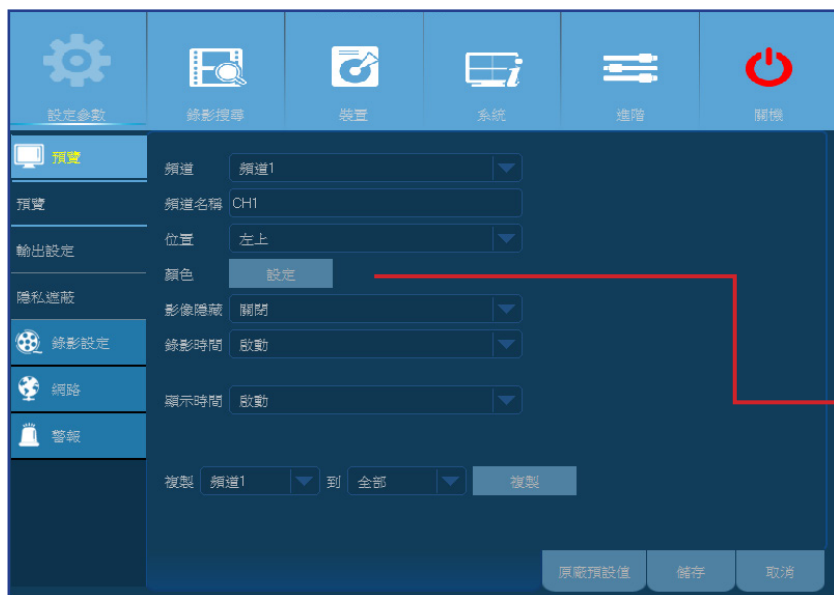 設定參數 錄影搜尋 裝置 系統 進階 關機
預覽
預覽
輸出設定
隱私遮蔽
錄影設定
網路
警報
頻道 頻道1
頻道名稱 CH1
位置 左上
顏色 設定
影像隱藏 關閉
錄影時間 啟動
顯示時間 啟動
複製 頻道1 到 全部 複製
原廠預設值 儲存 取消